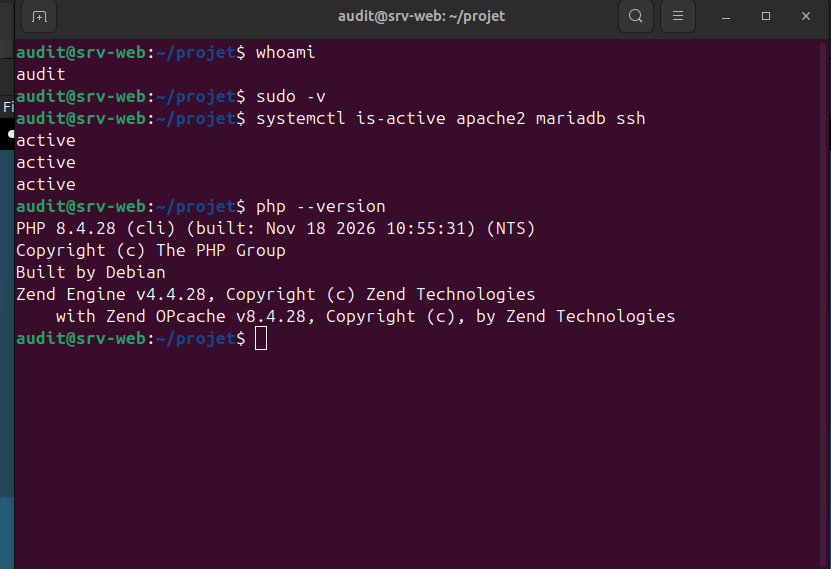 audit@srv-web: ~/projet
Fi
audit@srv-web:~/projet$ whoami
audit
audit@srv-web:~/projet$ sudo -v
audit@srv-web:~/projet$ systemctl is-active apache2 mariadb ssh
active
active
active
audit@srv-web:~/projet$ php --version
PHP 8.4.28 (cli) (built: Nov 18 2026 10:55:31) (NTS)
Copyright (c) The PHP Group
Built by Debian
Zend Engine v4.4.28, Copyright (c) Zend Technologies
    with Zend OPcache v8.4.28, Copyright (c), by Zend Technologies
audit@srv-web:~/projet$